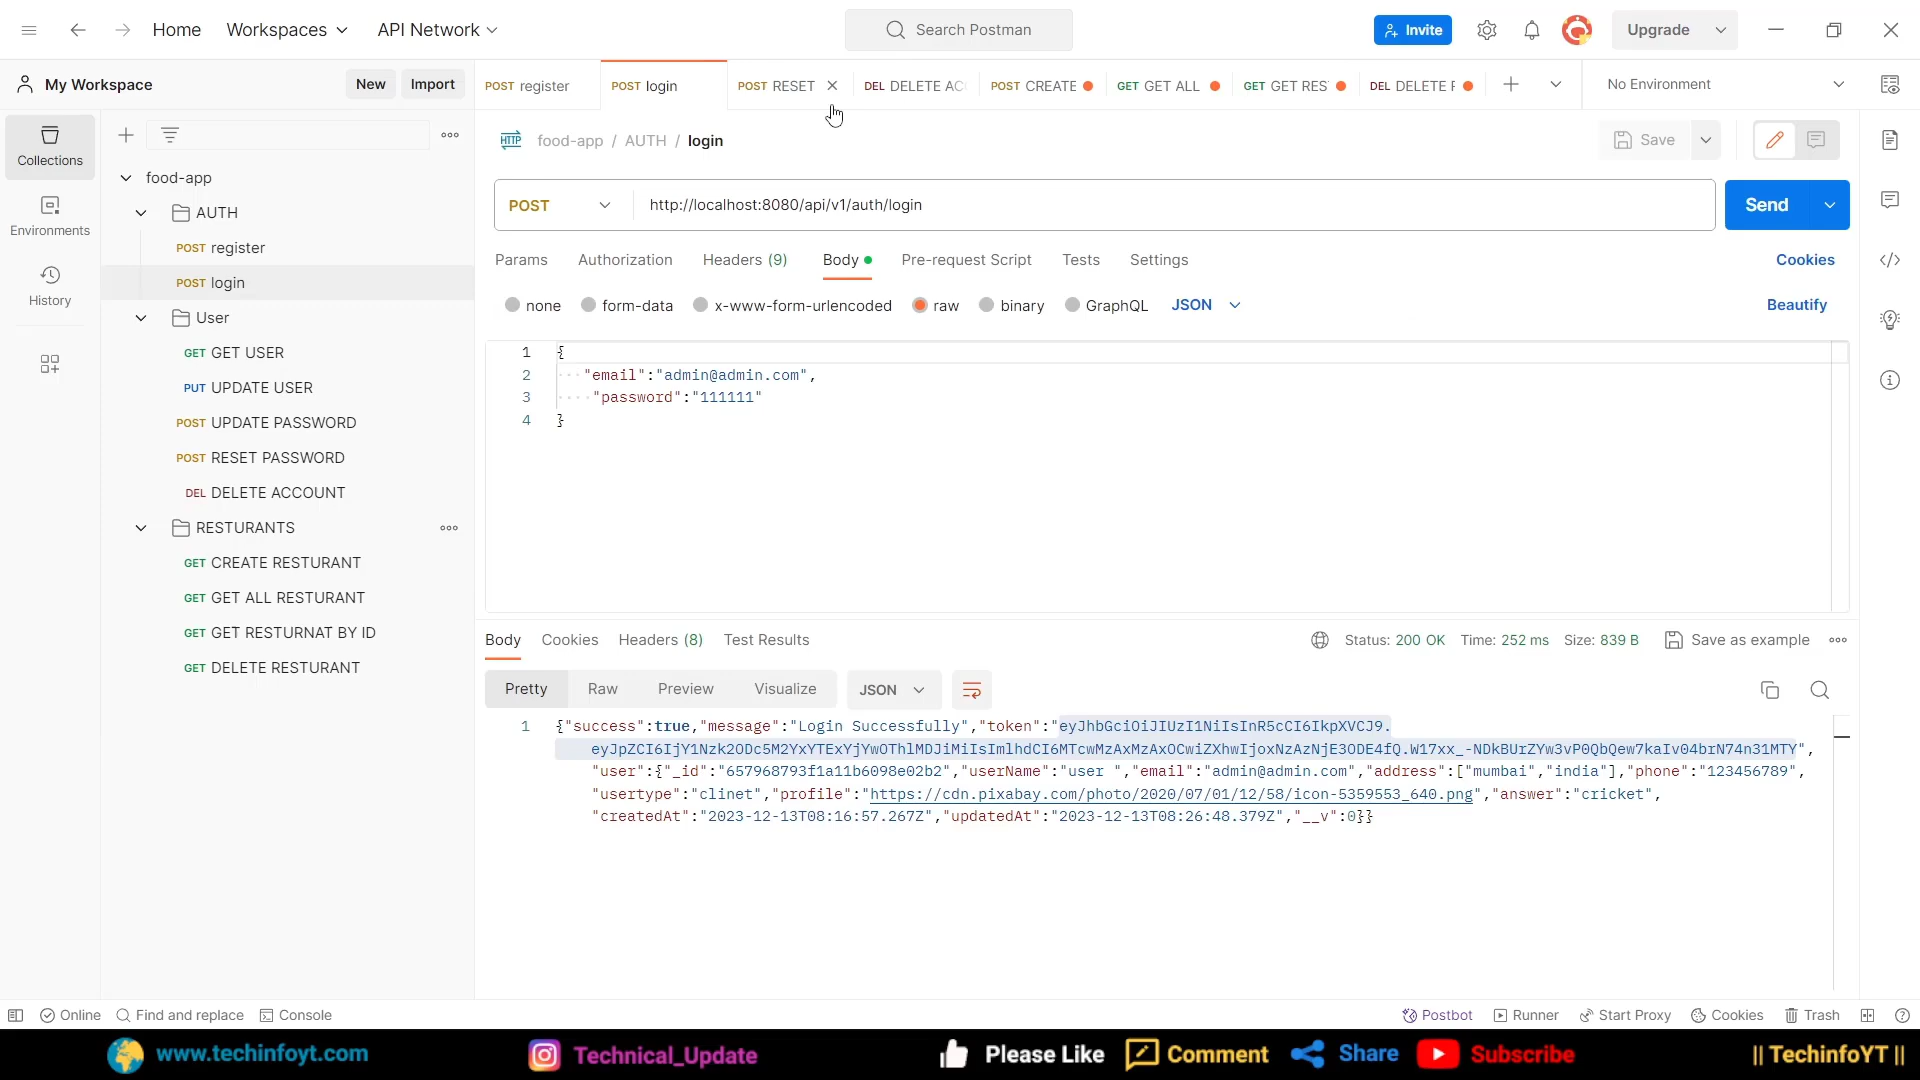 Home Workspaces API Network Search Postman Invite Upgrade
My Workspace New Import POST register POST login POST RESET DEL DELETE AC POST CREATE GET GET ALL GET GET RES DEL DELETE F No Environment
Collections
Environments
History
food-app
AUTH
POST register
POST login
User
GET GET USER
PUT UPDATE USER
POST UPDATE PASSWORD
POST RESET PASSWORD
DEL DELETE ACCOUNT
RESTURANTS
GET CREATE RESTURANT
GET GET ALL RESTURANT
GET GET RESTURNAT BY ID
GET DELETE RESTURANT
HTTP food-app / AUTH / login Save
POST http://localhost:8080/api/v1/auth/login Send
Params Authorization Headers (9) Body Pre-request Script Tests Settings Cookies
none form-data x-www-form-urlencoded raw binary GraphQL JSON Beautify
1 {
2 "email":"admin@admin.com",
3 "password":"111111"
4 }
Body Cookies Headers (8) Test Results Status: 200 OK Time: 252 ms Size: 839 B Save as example
Pretty Raw Preview Visualize JSON
1 {"success":true,"message":"Login Successfully","token":"eyJhbGciOiJIUzI1NiIsInR5cCI6IkpXVCJ9.
eyJpZCI6IjY1Nzk2ODc5M2YxYTExYjYwOThlMDJiMiIsImlhdCI6MTcwMzAxMzAxOCwiZXhwIjoxNzAzNjE3ODE4fQ.W17xx_-NDkBUrZYw3vP0QbQew7kaIv04brN74n31MTY",
"user":{"_id":"657968793f1a11b6098e02b2","userName":"user ","email":"admin@admin.com","address":["mumbai","india"],"phone":"123456789",
"usertype":"clinet","profile":"https://cdn.pixabay.com/photo/2020/07/01/12/58/icon-5359553_640.png","answer":"cricket",
"createdAt":"2023-12-13T08:16:57.267Z","updatedAt":"2023-12-13T08:26:48.379Z","__v":0}}
Online Find and replace Console Postbot Runner Start Proxy Cookies Trash
www.techinfoyt.com Technical_Update Please Like Comment Share Subscribe || TechinfoYT ||